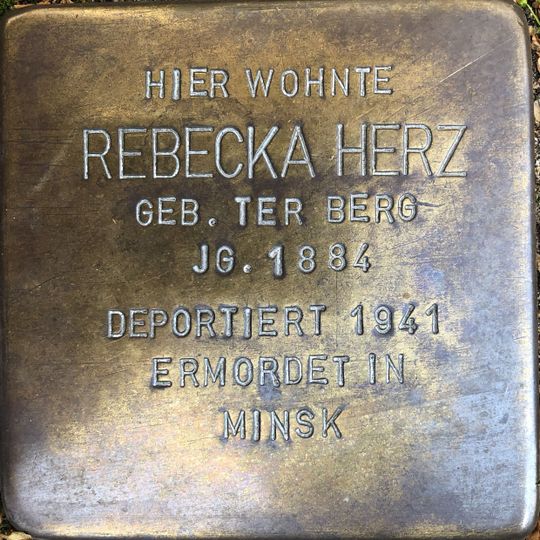 HIER WOHNTE
REBECKA HERZ
GEB. TER BERG
JG. 1884
DEPORTIERT 1941
ERMORDET IN
MINSK